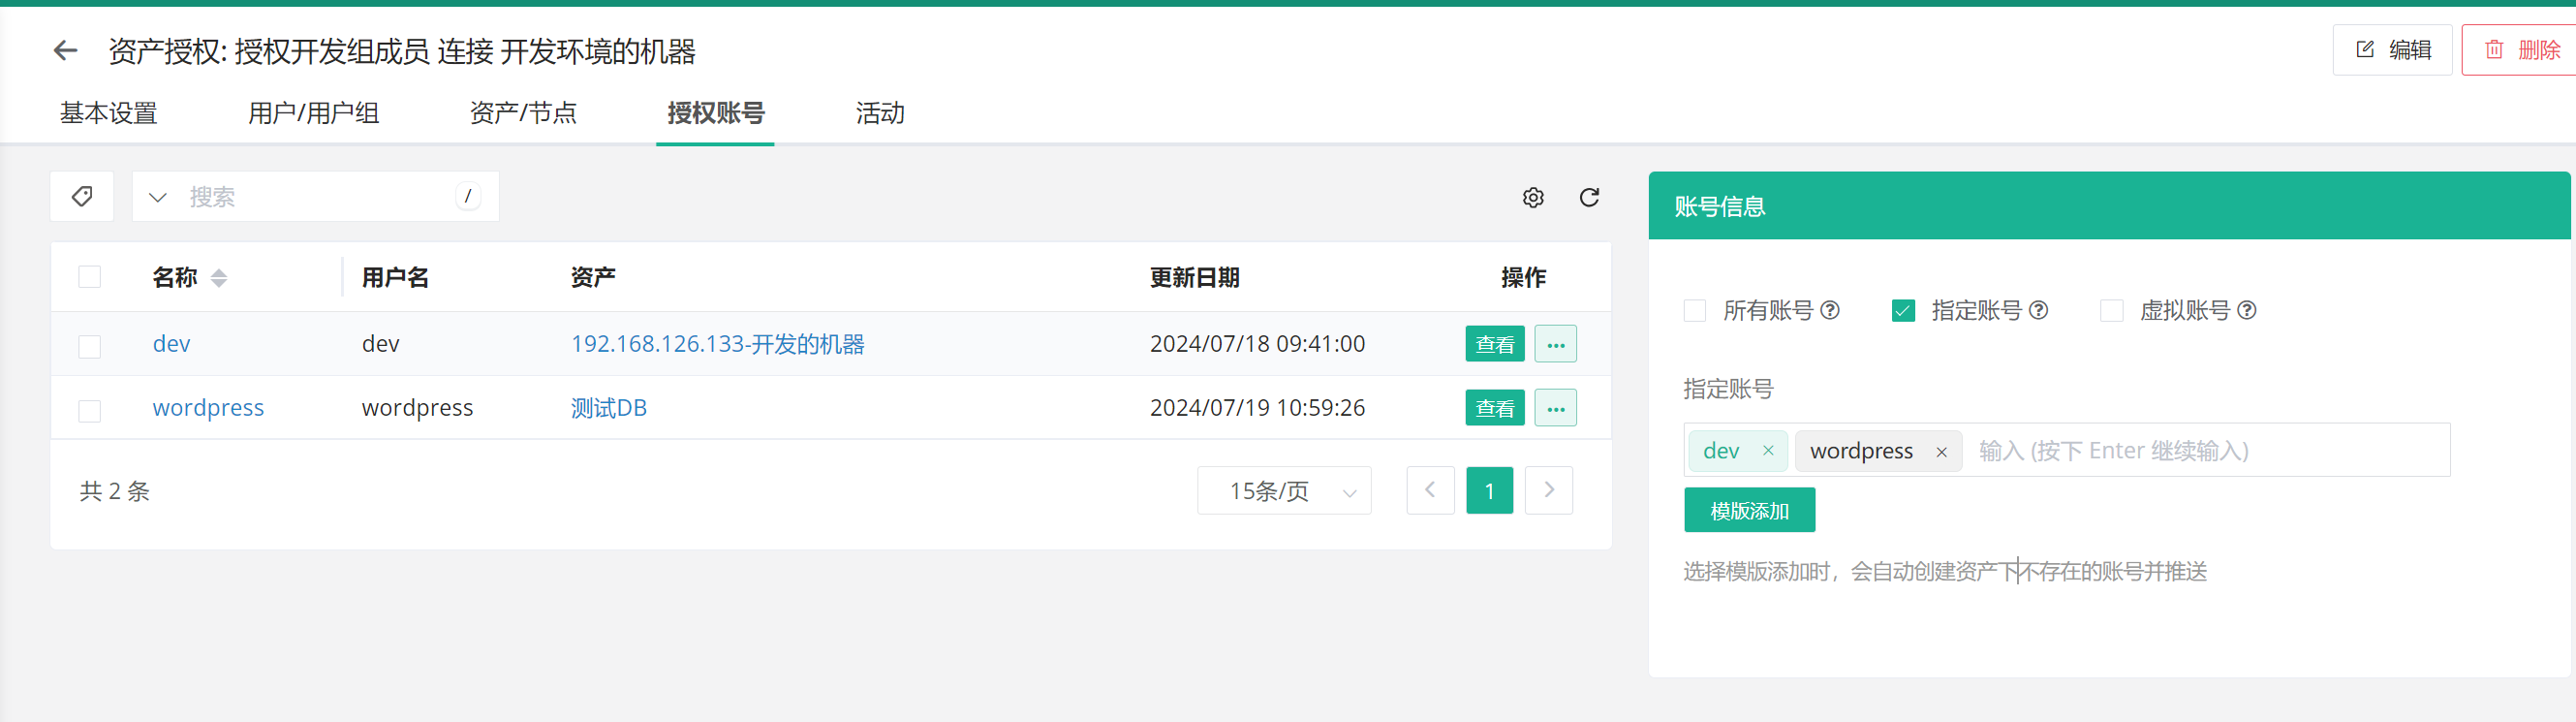 资产授权: 授权开发组成员 连接 开发环境的机器
编辑
删除
基本设置 用户/用户组 资产/节点 授权账号 活动
搜索 /
名称 用户名 资产 更新日期 操作
dev dev 192.168.126.133-开发的机器 2024/07/18 09:41:00 查看 ...
wordpress wordpress 测试DB 2024/07/19 10:59:26 查看 ...
共 2 条 15条/页 1
账号信息
所有账号 指定账号 虚拟账号
指定账号
dev × wordpress × 输入 (按下 Enter 继续输入)
模版添加
选择模版添加时，会自动创建资产下不存在的账号并推送